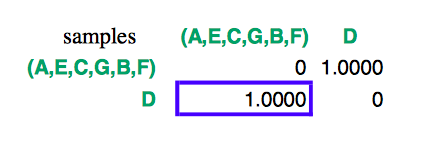 samples (A,E,C,G,B,F) D
(A,E,C,G,B,F) 0 1.0000
D 1.0000 0